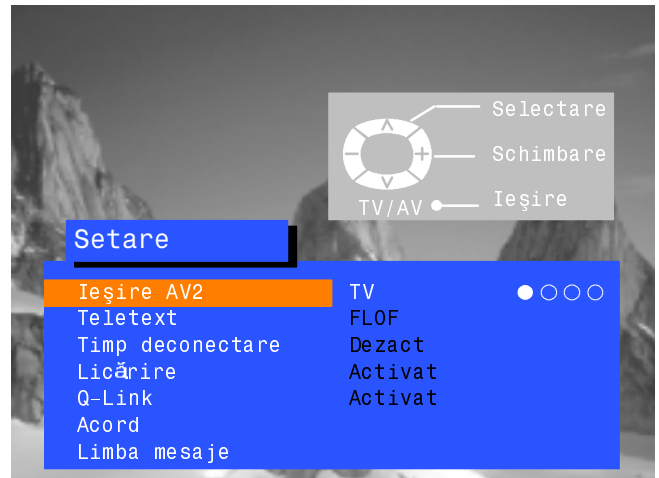 Selectare
Schimbare
TV/AV Ieşire
Setare
Ieşire AV2 TV
Teletext FLOF
Timp deconectare Dezact
Licărire Activat
Q-Link Activat
Acord
Limba mesaje